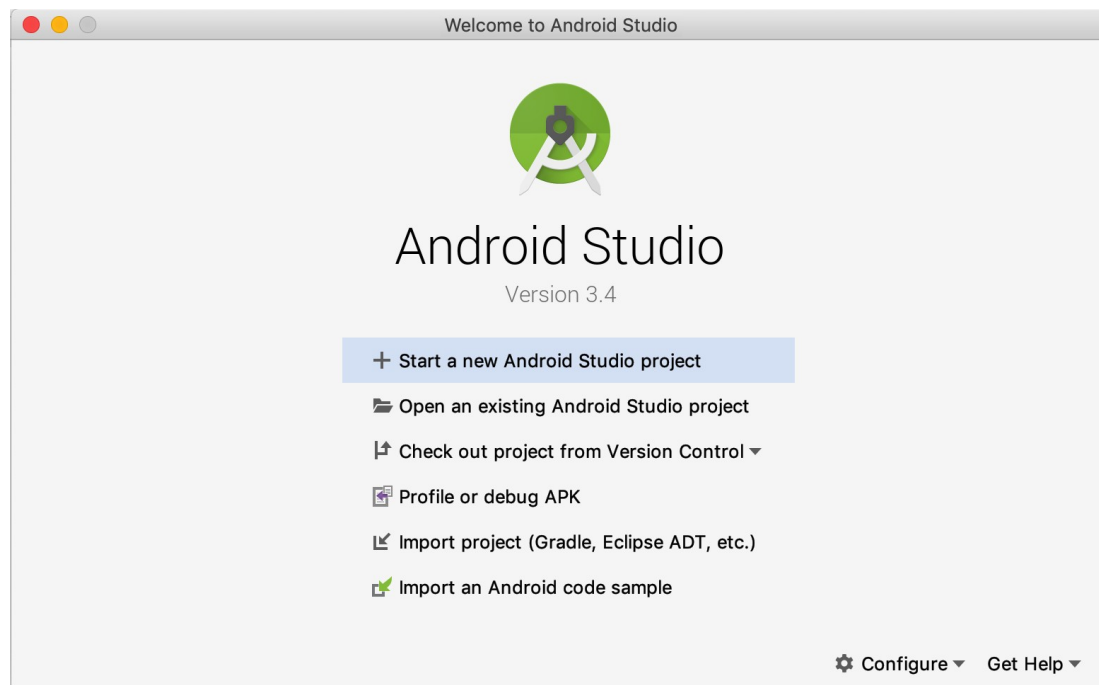 Welcome to Android Studio
Android Studio
Version 3.4
Start a new Android Studio project
Open an existing Android Studio project
Check out project from Version Control
Profile or debug APK
Import project (Gradle, Eclipse ADT, etc.)
Import an Android code sample
Configure Get Help